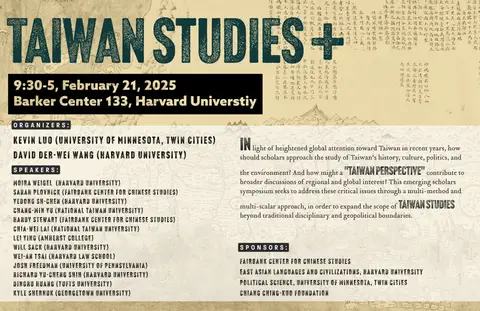 TAIWAN STUDIES +
9:30-5, February 21, 2025
Barker Center 133, Harvard Universtiy
ORGANIZERS:
KEVIN LUO (UNIVERSITY OF MINNESOTA, TWIN CITIES)
DAVID DER-WEI WANG (HARVARD UNIVERSITY)
SPEAKERS:
MOIRA WEIGEL (HARVARD UNIVERSITY)
SARAH PLOVNICK (FAIRBANK CENTER FOR CHINESE STUDIES)
YEDONG SH-CHEN (HARVARD UNIVERSITY)
CHANG-MIN YU (NATIONAL TAIWAN UNIVERSITY)
HARDY STEWART (FAIRBANK CENTER FOR CHINESE STUDIES)
CHIA-WEI LAI (NATIONAL TAIWAN UNIVERSITY)
LEI YING (AMHERST COLLEGE)
WILL SACK (HARVARD UNIVERSITY)
WEI-AN TSAI (HARVARD LAW SCHOOL)
JOSH FREEDMAN (UNIVERSITY OF PENNSYLVANIA)
RICHARD YU-CHENG SHIH (HARVARD UNIVERSITY)
DINGRU HUANG (TUFTS UNIVERSITY)
KYLE SHERNUK (GEORGETOWN UNIVERSITY)
IN light of heightened global attention toward Taiwan in recent years, how
should scholars approach the study of Taiwan's history, culture, politics, and
the environment? And how might a "TAIWAN PERSPECTIVE" contribute to
broader discussions of regional and global interest? This emerging scholars
symposium seeks to address these critical issues through a multi-method and
multi-scalar approach, in order to expand the scope of TAIWAN STUDIES
beyond traditional disciplinary and geopolitical boundaries.
SPONSORS:
FAIRBANK CENTER FOR CHINESE STUDIES
EAST ASIAN LANGUAGES AND CIVILIZATIONS, HARVARD UNIVERSITY
POLITICAL SCIENCE, UNIVERSITY OF MINNESOTA, TWIN CITIES
CHIANG CHING-KUO FOUNDATION